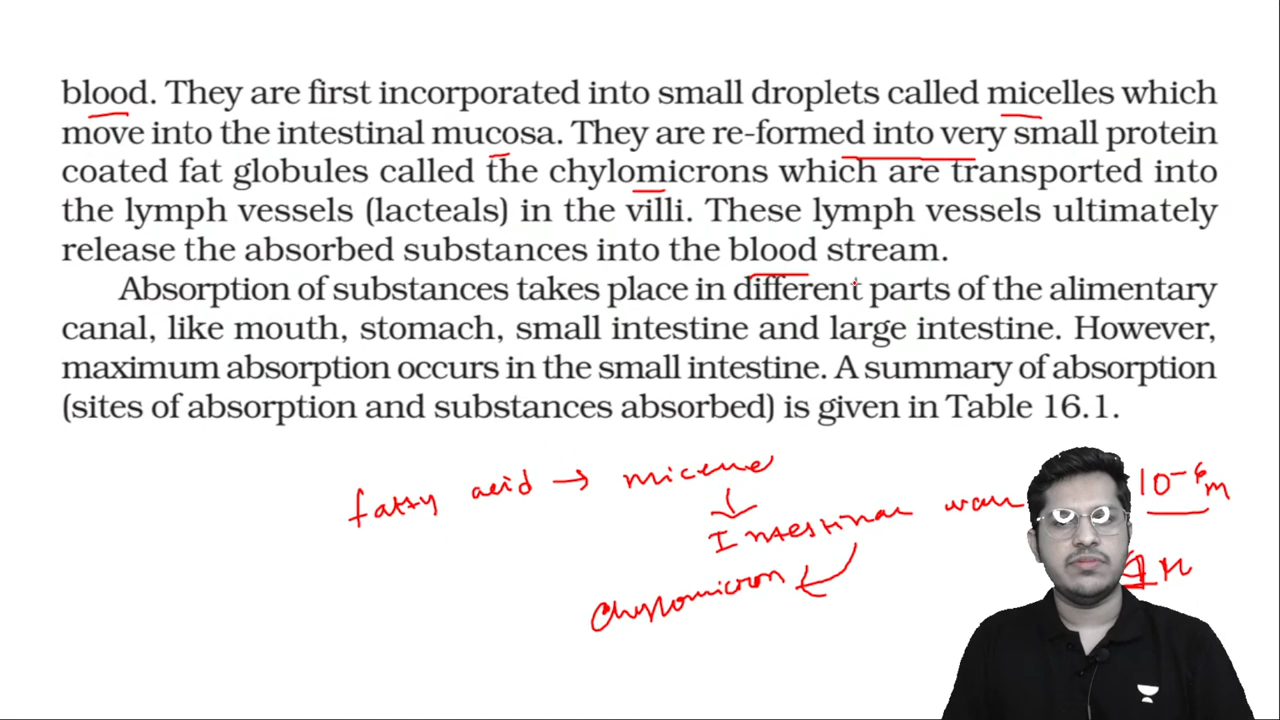 blood. They are first incorporated into small droplets called micelles which
move into the intestinal mucosa. They are re-formed into very small protein
coated fat globules called the chylomicrons which are transported into
the lymph vessels (lacteals) in the villi. These lymph vessels ultimately
release the absorbed substances into the blood stream.
Absorption of substances takes place in different parts of the alimentary
canal, like mouth, stomach, small intestine and large intestine. However,
maximum absorption occurs in the small intestine. A summary of absorption
(sites of absorption and substances absorbed) is given in Table 16.1.
fatty acid → micelle
↓
Intestinal wall
Chylomicron
10⁻⁶m